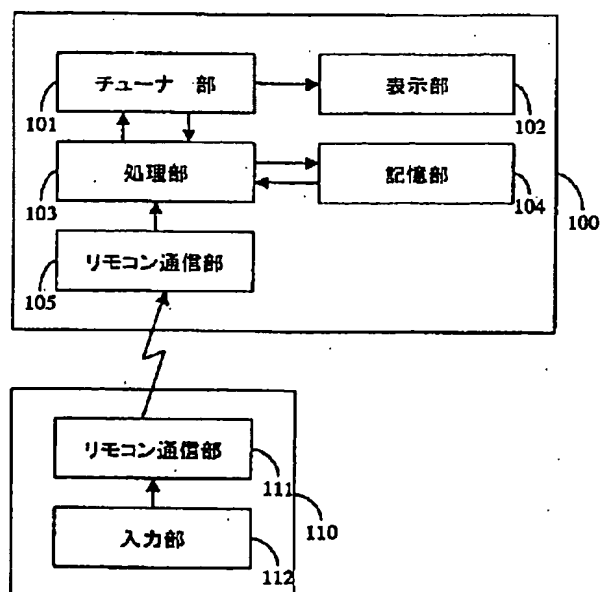 チューナ 部
101
表示部
102
処理部
103
記憶部
104
100
リモコン通信部
105
リモコン通信部
111
110
入力部
112